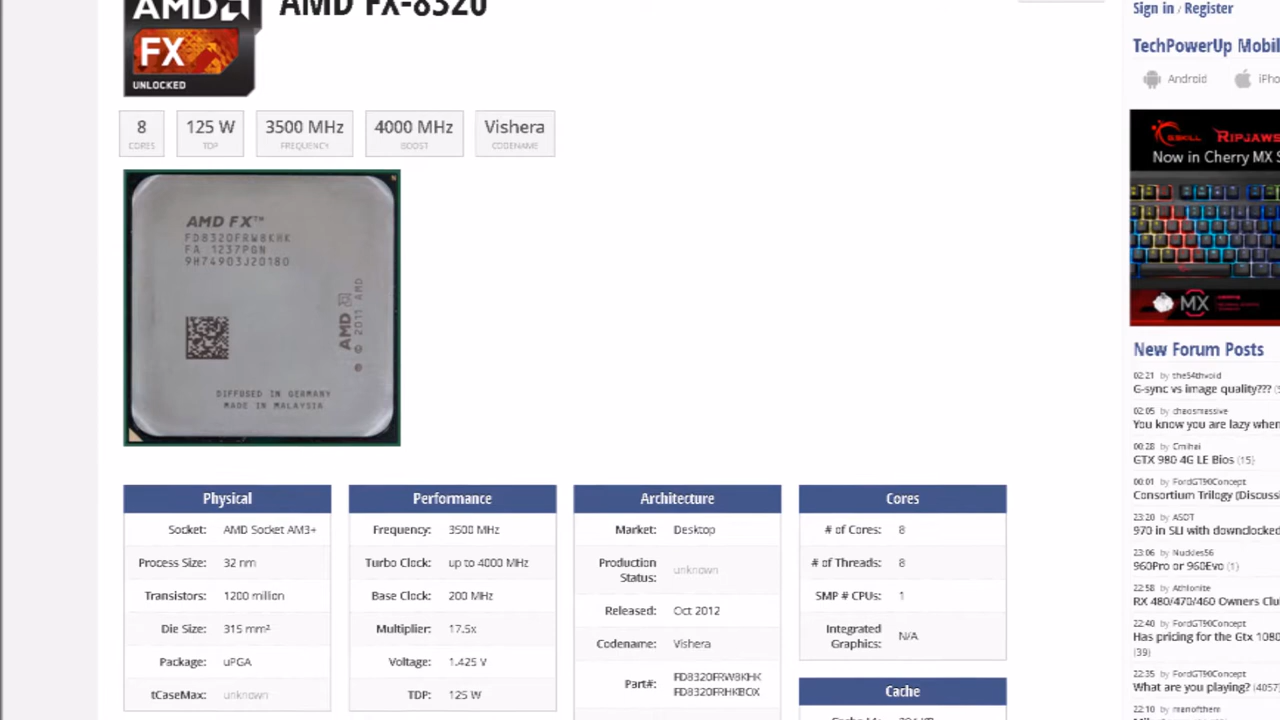 AMD
AMD FX-8320
FX
UNLOCKED
8
CORES
125 W
TDP
3500 MHz
FREQUENCY
4000 MHz
BOOST
Vishera
CODENAME
AMD FX™
FD8320FRW8KHK
FA 1237PGN
9H74903J20180
AMD
© 2011 AMD
DIFFUSED IN GERMANY
MADE IN MALAYSIA
Physical
Socket: AMD Socket AM3+
Process Size: 32 nm
Transistors: 1200 million
Die Size: 315 mm²
Package: uPGA
tCaseMax: unknown
Performance
Frequency: 3500 MHz
Turbo Clock: up to 4000 MHz
Base Clock: 200 MHz
Multiplier: 17.5x
Voltage: 1.425 V
TDP: 125 W
Architecture
Market: Desktop
Production
Status: unknown
Released: Oct 2012
Codename: Vishera
Part#: FD8320FRW8KHK
FD8320FRHKBOX
Cores
# of Cores: 8
# of Threads: 8
SMP # CPUs: 1
Integrated
Graphics: N/A
Cache
Sign in / Register
TechPowerUp Mobil
Android
iPho
G.SKILL RIPJAWS
Now in Cherry MX S
MX
New Forum Posts
02:21 by the54thvoid
G-sync vs image quality???
02:05 by chaosmassive
You know you are lazy when
00:28 by Cmihai
GTX 980 4G LE Bios (15)
00:01 by FordGT90Concept
Consortium Trilogy (Discuss
23:20 by ASOT
970 in SLI with downclocked
23:06 by Nuddes56
960Pro or 960Evo (1)
22:58 by Athlonite
RX 480/470/460 Owners Clu
22:40 by FordGT90Concept
Has pricing for the Gtx 1080
(39)
22:35 by FordGT90Concept
What are you playing? (4057
22:10 by manofthem